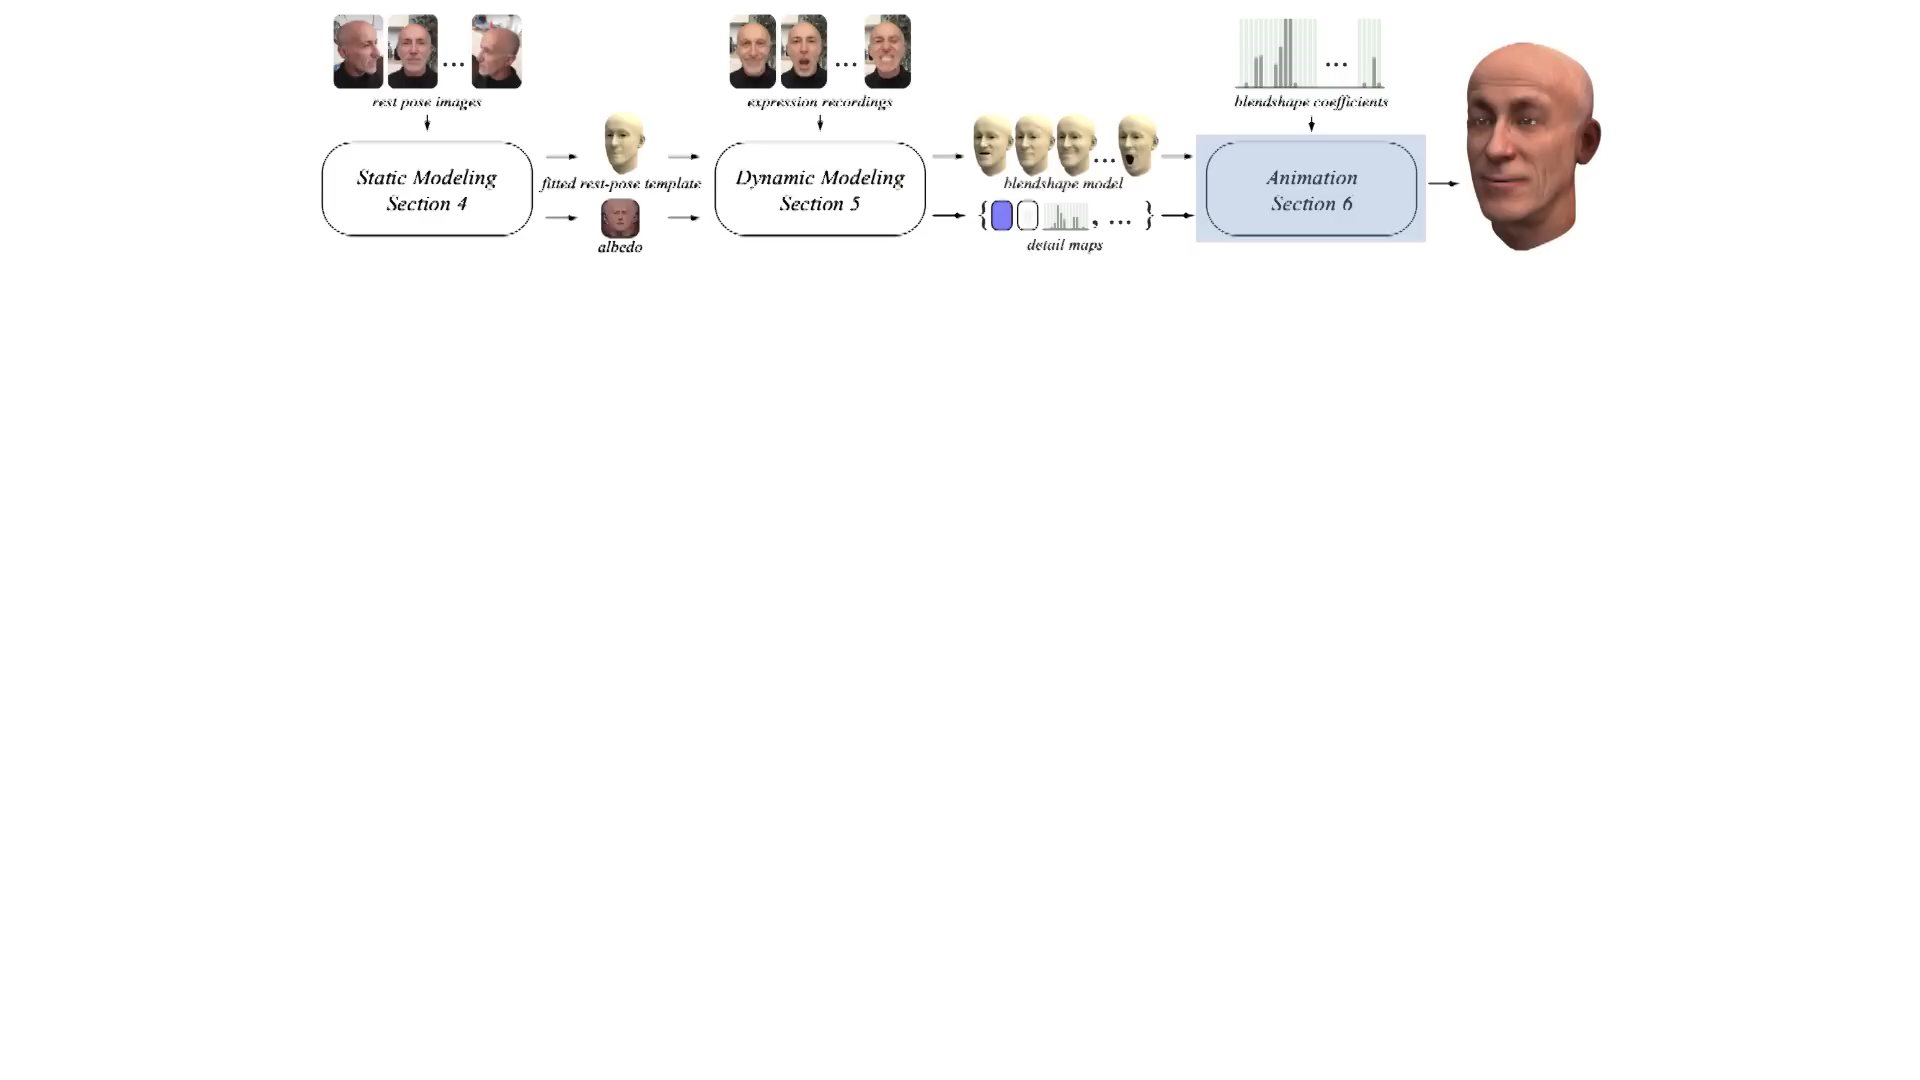 rest pose images
expression recordings
blendshape coefficients
Static Modeling
Section 4
fitted rest-pose template
albedo
Dynamic Modeling
Section 5
blendshape model
{ , ... }
detail maps
Animation
Section 6